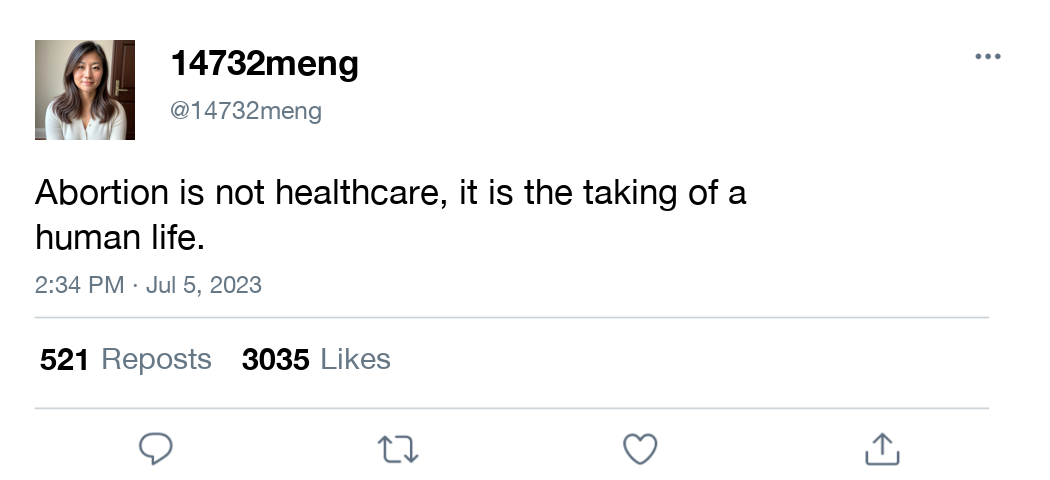 14732meng
@14732meng
Abortion is not healthcare, it is the taking of a
human life.
2:34 PM · Jul 5, 2023
521 Reposts 3035 Likes